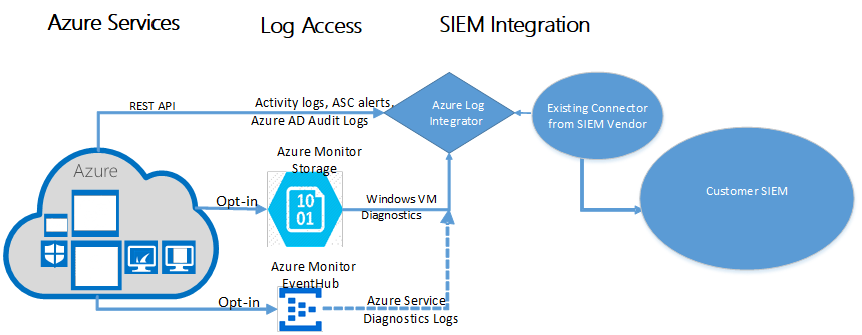 Azure Services
Log Access
SIEM Integration
REST API
Activity logs, ASC alerts,
Azure AD Audit Logs
Azure Log
Integrator
Existing Connector
from SIEM Vendor
Customer SIEM
Azure
Azure Monitor
Storage
Opt-in
10
01
Windows VM
Diagnostics
Azure Monitor
EventHub
Opt-in
Azure Service
Diagnostics Logs